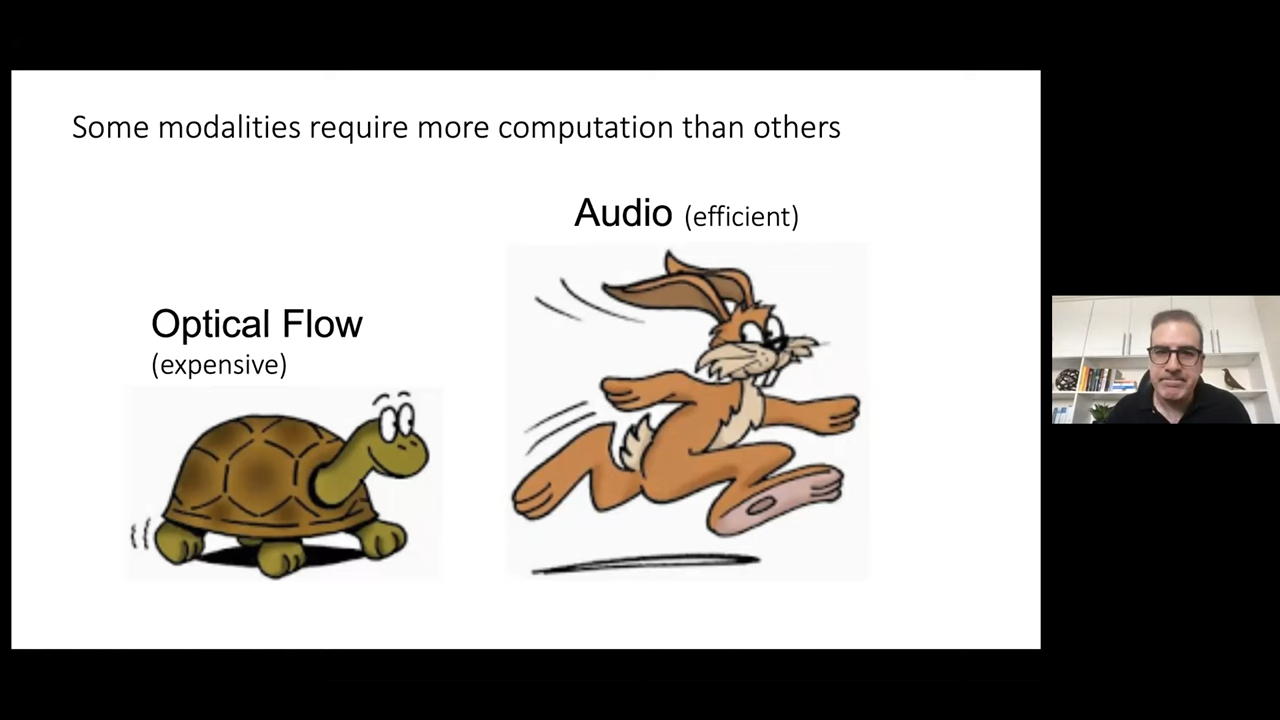 Some modalities require more computation than others
Audio (efficient)
Optical Flow
(expensive)